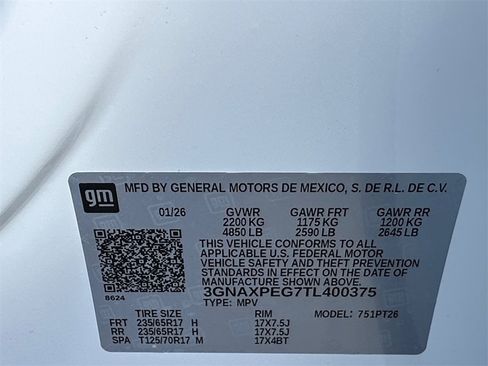 gm MFD BY GENERAL MOTORS DE MEXICO, S. DE R.L. DE C.V.
01/26 GVWR GAWR FRT GAWR RR
2200 KG 1175 KG 1200 KG
4850 LB 2590 LB 2645 LB
THIS VEHICLE CONFORMS TO ALL
APPLICABLE U.S. FEDERAL MOTOR
VEHICLE SAFETY AND THEFT PREVENTION
STANDARDS IN EFFECT ON THE DATE OF
MANUFACTURE SHOWN ABOVE.
3GNAXPEG7TL400375
8624 TYPE: MPV
TIRE SIZE RIM MODEL: 751PT26
FRT 235/65R17 H 17X7.5J
RR 235/65R17 H 17X7.5J
SPA T125/70R17 M 17X4BT